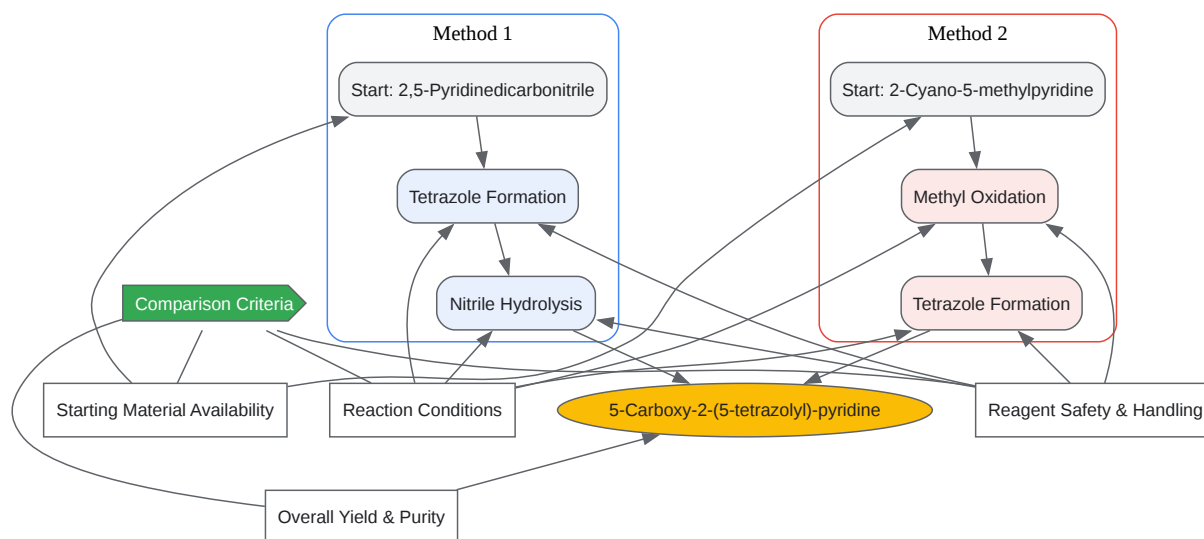 Method 1
Method 2
Start: 2,5-Pyridinedicarbonitrile
Start: 2-Cyano-5-methylpyridine
Tetrazole Formation
Methyl Oxidation
Comparison Criteria
Nitrile Hydrolysis
Tetrazole Formation
Starting Material Availability
Reaction Conditions
5-Carboxy-2-(5-tetrazolyl)-pyridine
Reagent Safety & Handling
Overall Yield & Purity